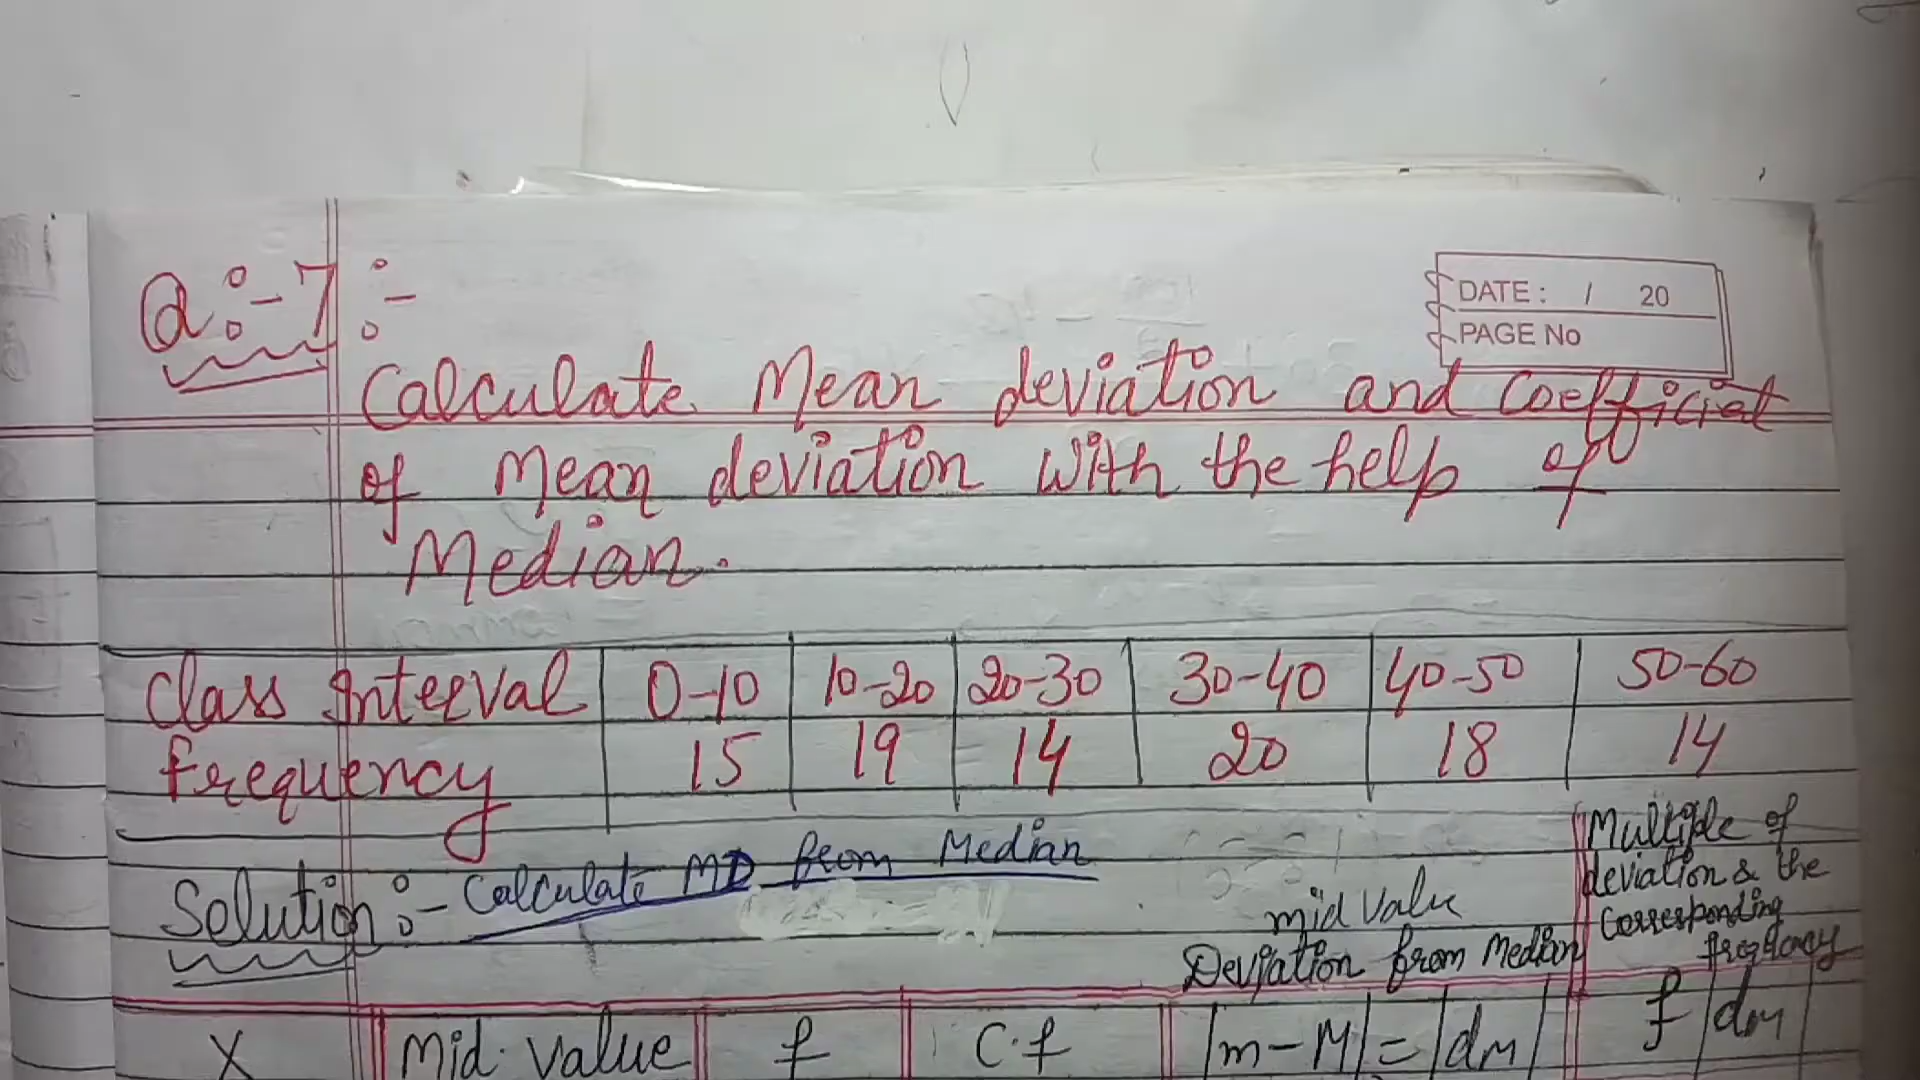 Q:-7:-
DATE: / 20
PAGE No
Calculate Mean deviation and coefficiet
of Mean deviation with the help of
Median.
Class Interval 0-10 10-20 20-30 30-40 40-50 50-60
frequency 15 19 14 20 18 14
Solution:- Calculate MD from Median
mid value
Deviation from Median
Multiple of
deviation & the
corresponding
freqency
X Mid. value f C.f |m-M|=|dM| f|dM|